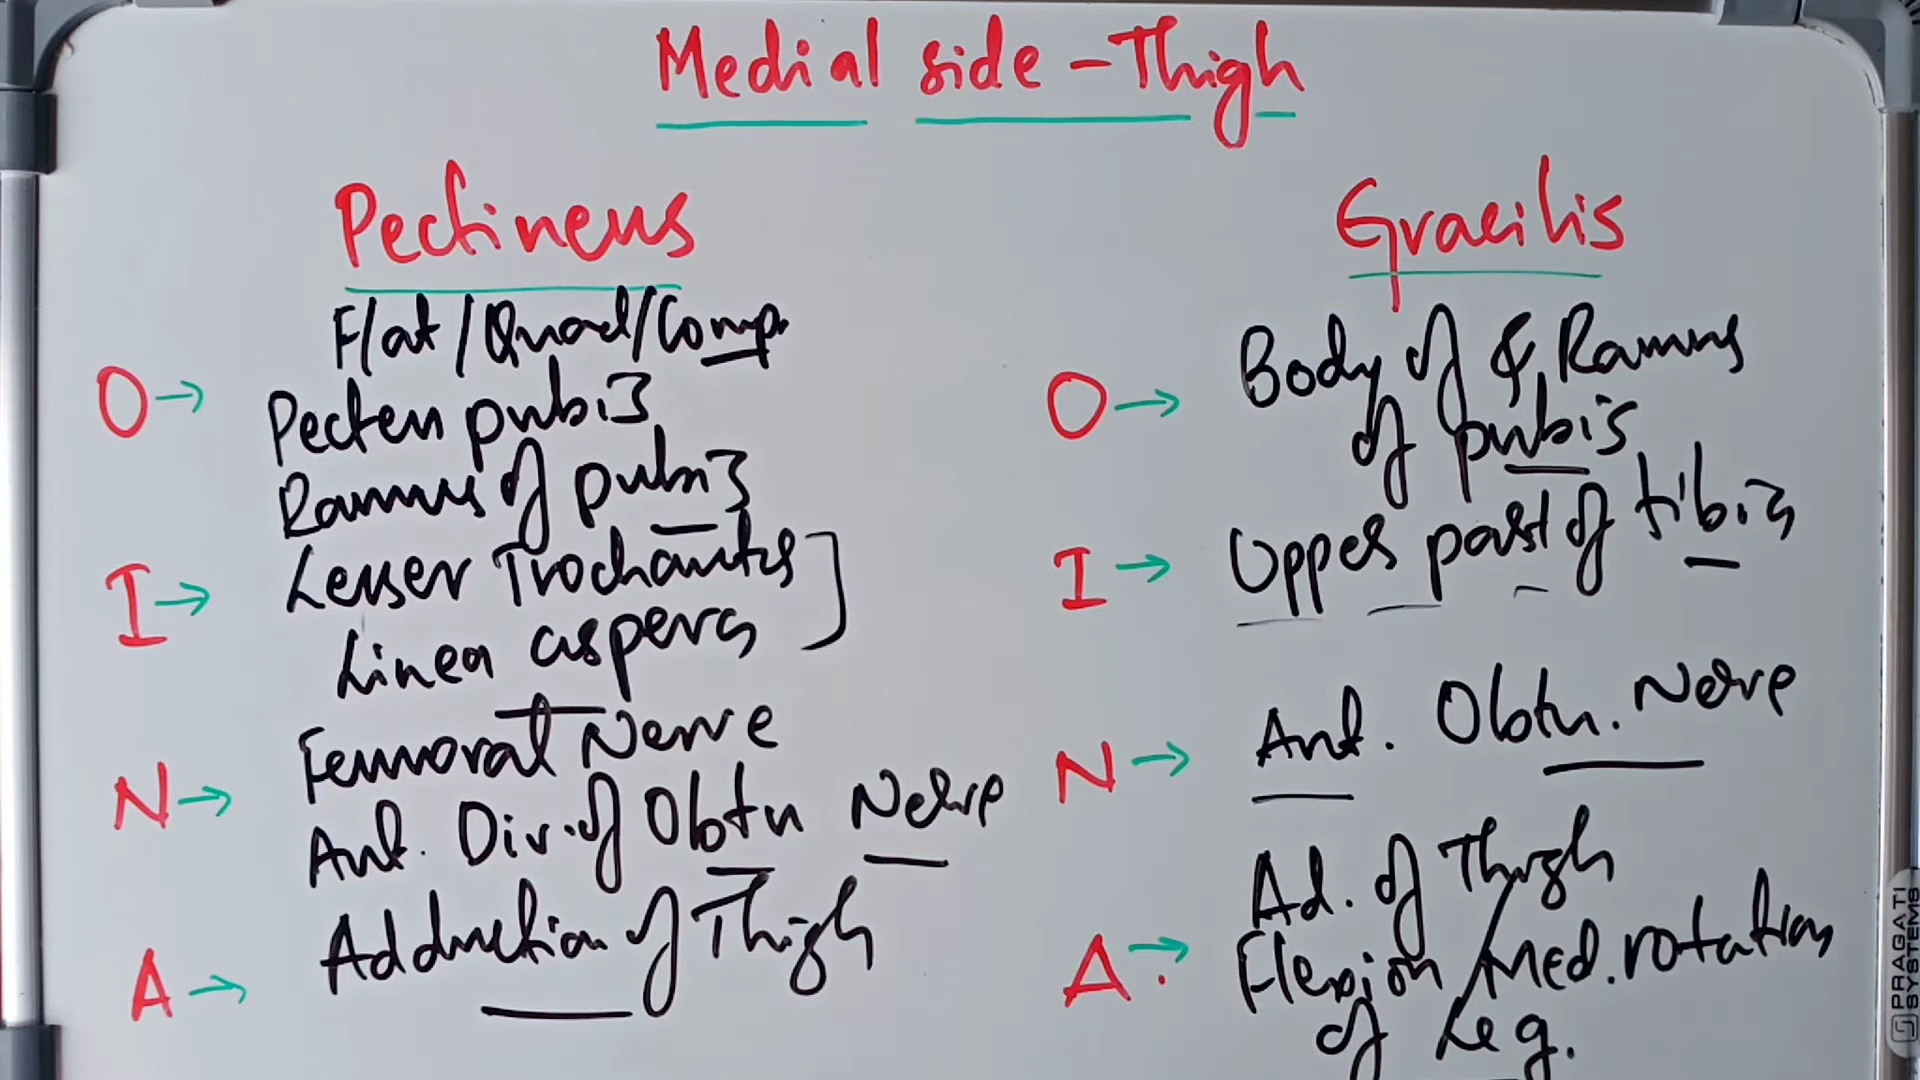 Medial side - Thigh
Pectineus
Flat/Quad/Comp.
O→ Pecten pubis
Ramus of pubis
I→ Lesser Trochanter
Linea aspera
N→ Femoral Nerve
Ant. Div. of Obtu Nerve
A→ Adduction of Thigh
Gracilis
O→ Body of & Ramus
of pubis
I→ Upper part of tibia
N→ Ant. Obtu. Nerve
A→ Ad. of Thigh
Flexion/Med. rotation
of Leg.
PRAGATI
SYSTEMS